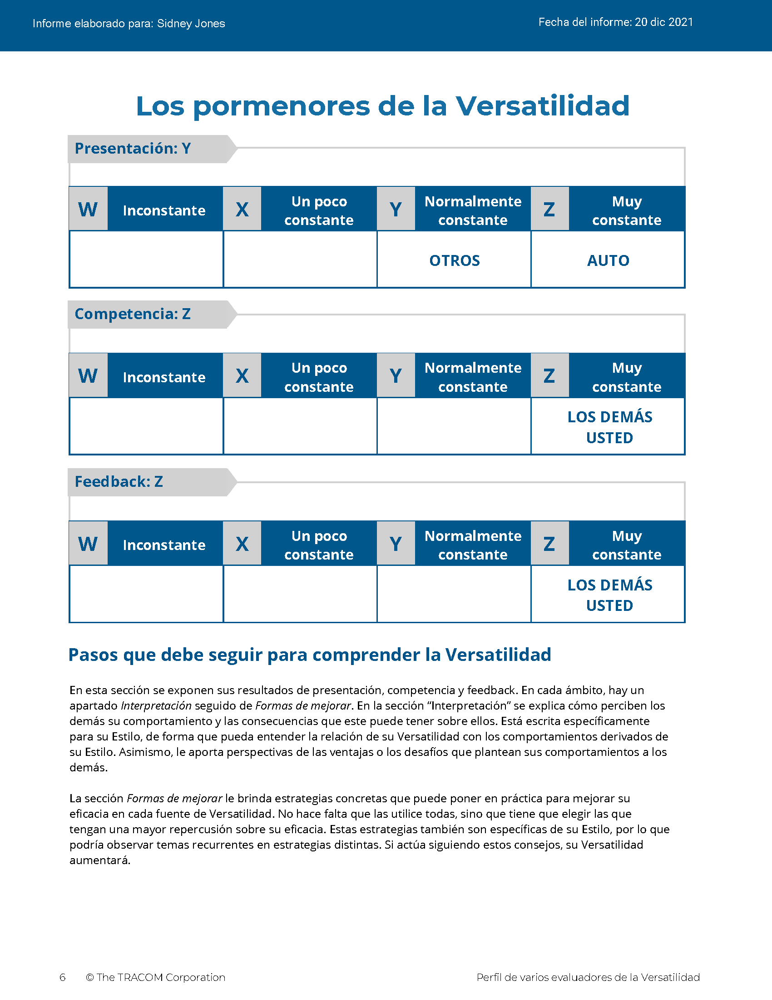 Informe elaborado para: Sidney Jones
Fecha del informe: 20 dic 2021
Los pormenores de la Versatilidad
Presentación: Y
W Inconstante X Un poco constante Y Normalmente constante Z Muy constante
OTROS AUTO
Competencia: Z
W Inconstante X Un poco constante Y Normalmente constante Z Muy constante
LOS DEMÁS
USTED
Feedback: Z
W Inconstante X Un poco constante Y Normalmente constante Z Muy constante
LOS DEMÁS
USTED
Pasos que debe seguir para comprender la Versatilidad
En esta sección se exponen sus resultados de presentación, competencia y feedback. En cada ámbito, hay un
apartado Interpretación seguido de Formas de mejorar. En la sección “Interpretación” se explica cómo perciben los
demás su comportamiento y las consecuencias que este puede tener sobre ellos. Está escrita específicamente
para su Estilo, de forma que pueda entender la relación de su Versatilidad con los comportamientos derivados de
su Estilo. Asimismo, le aporta perspectivas de las ventajas o los desafíos que plantean sus comportamientos a los
demás.
La sección Formas de mejorar le brinda estrategias concretas que puede poner en práctica para mejorar su
eficacia en cada fuente de Versatilidad. No hace falta que las utilice todas, sino que tiene que elegir las que
tengan una mayor repercusión sobre su eficacia. Estas estrategias también son específicas de su Estilo, por lo que
podría observar temas recurrentes en estrategias distintas. Si actúa siguiendo estos consejos, su Versatilidad
aumentará.
6 © The TRACOM Corporation
Perfil de varios evaluadores de la Versatilidad